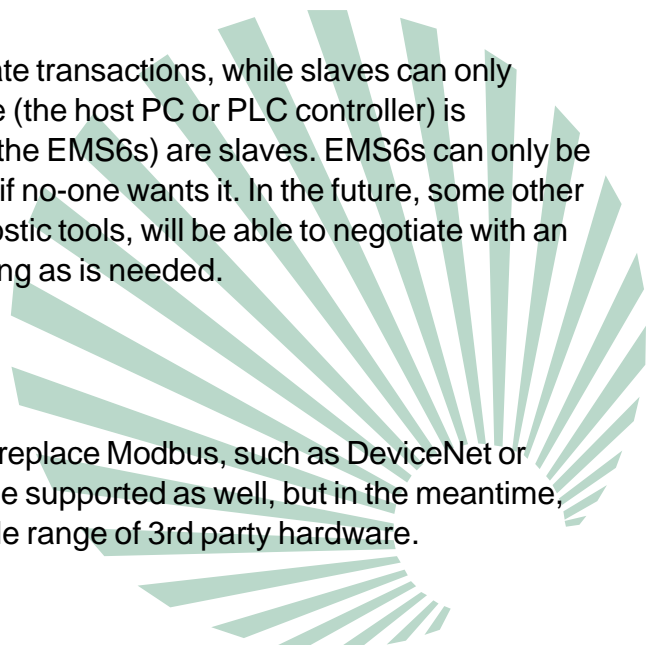 ate transactions, while slaves can only
e (the host PC or PLC controller) is
the EMS6s) are slaves. EMS6s can only be
if no-one wants it. In the future, some other
ostic tools, will be able to negotiate with an
ng as is needed.
replace Modbus, such as DeviceNet or
e supported as well, but in the meantime,
le range of 3rd party hardware.